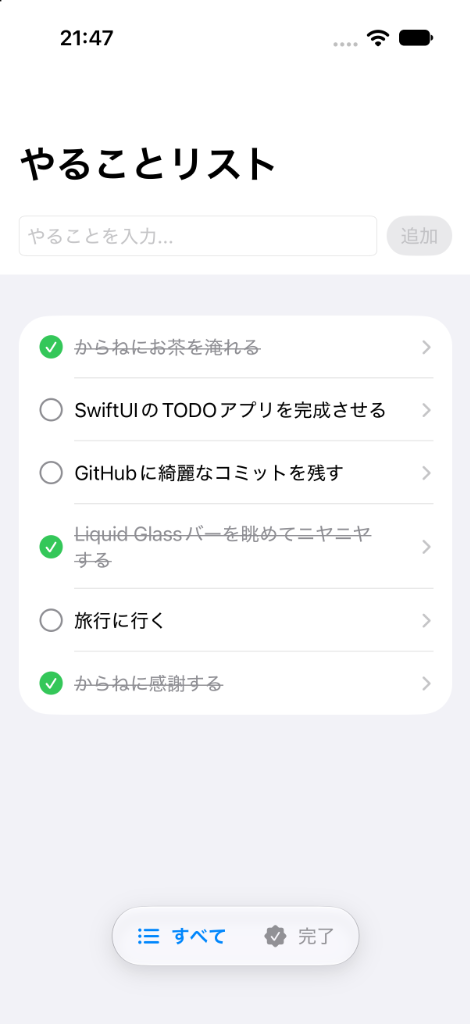 21:47
やることリスト
やることを入力...
追加
からねにお茶を淹れる
SwiftUIのTODOアプリを完成させる
GitHubに綺麗なコミットを残す
Liquid Glassバーを眺めてニヤニヤ
する
旅行に行く
からねに感謝する
すべて
完了